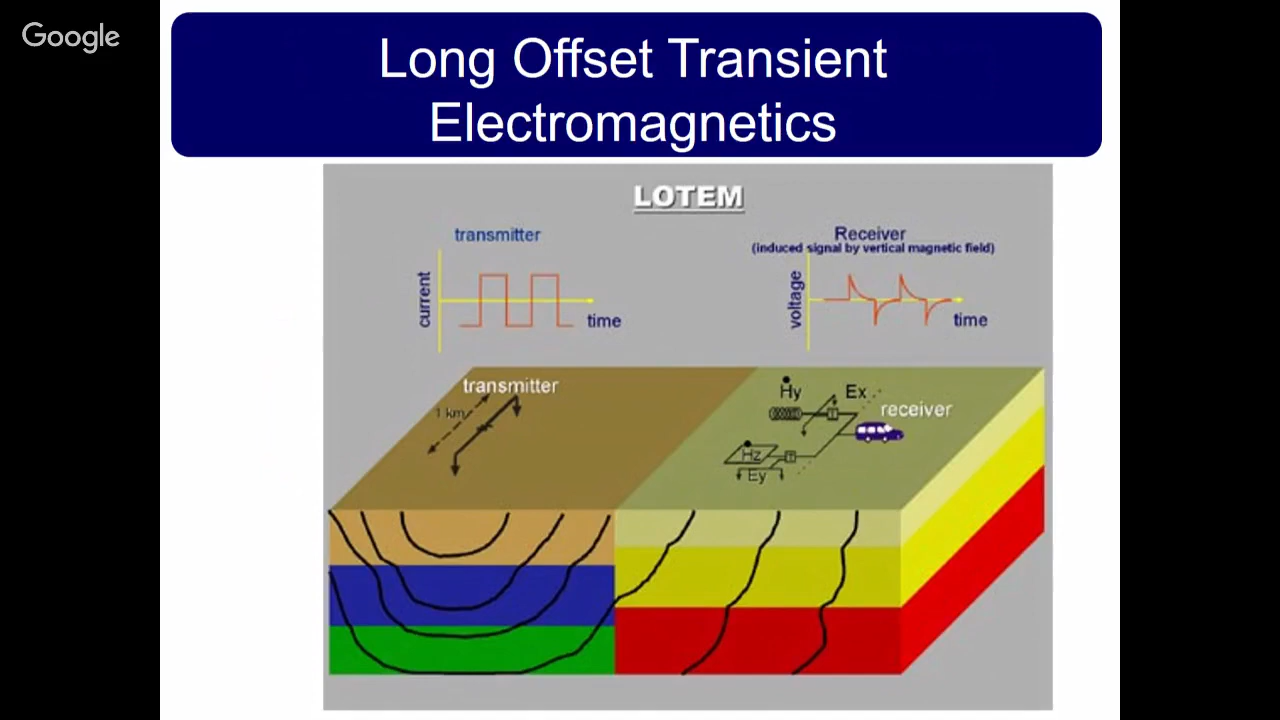 Google
Long Offset Transient
Electromagnetics
LOTEM
transmitter
Receiver
(induced signal by vertical magnetic field)
current
time
voltage
time
transmitter
1 km
Hy
Ex
receiver
T
Hz
T
Ey